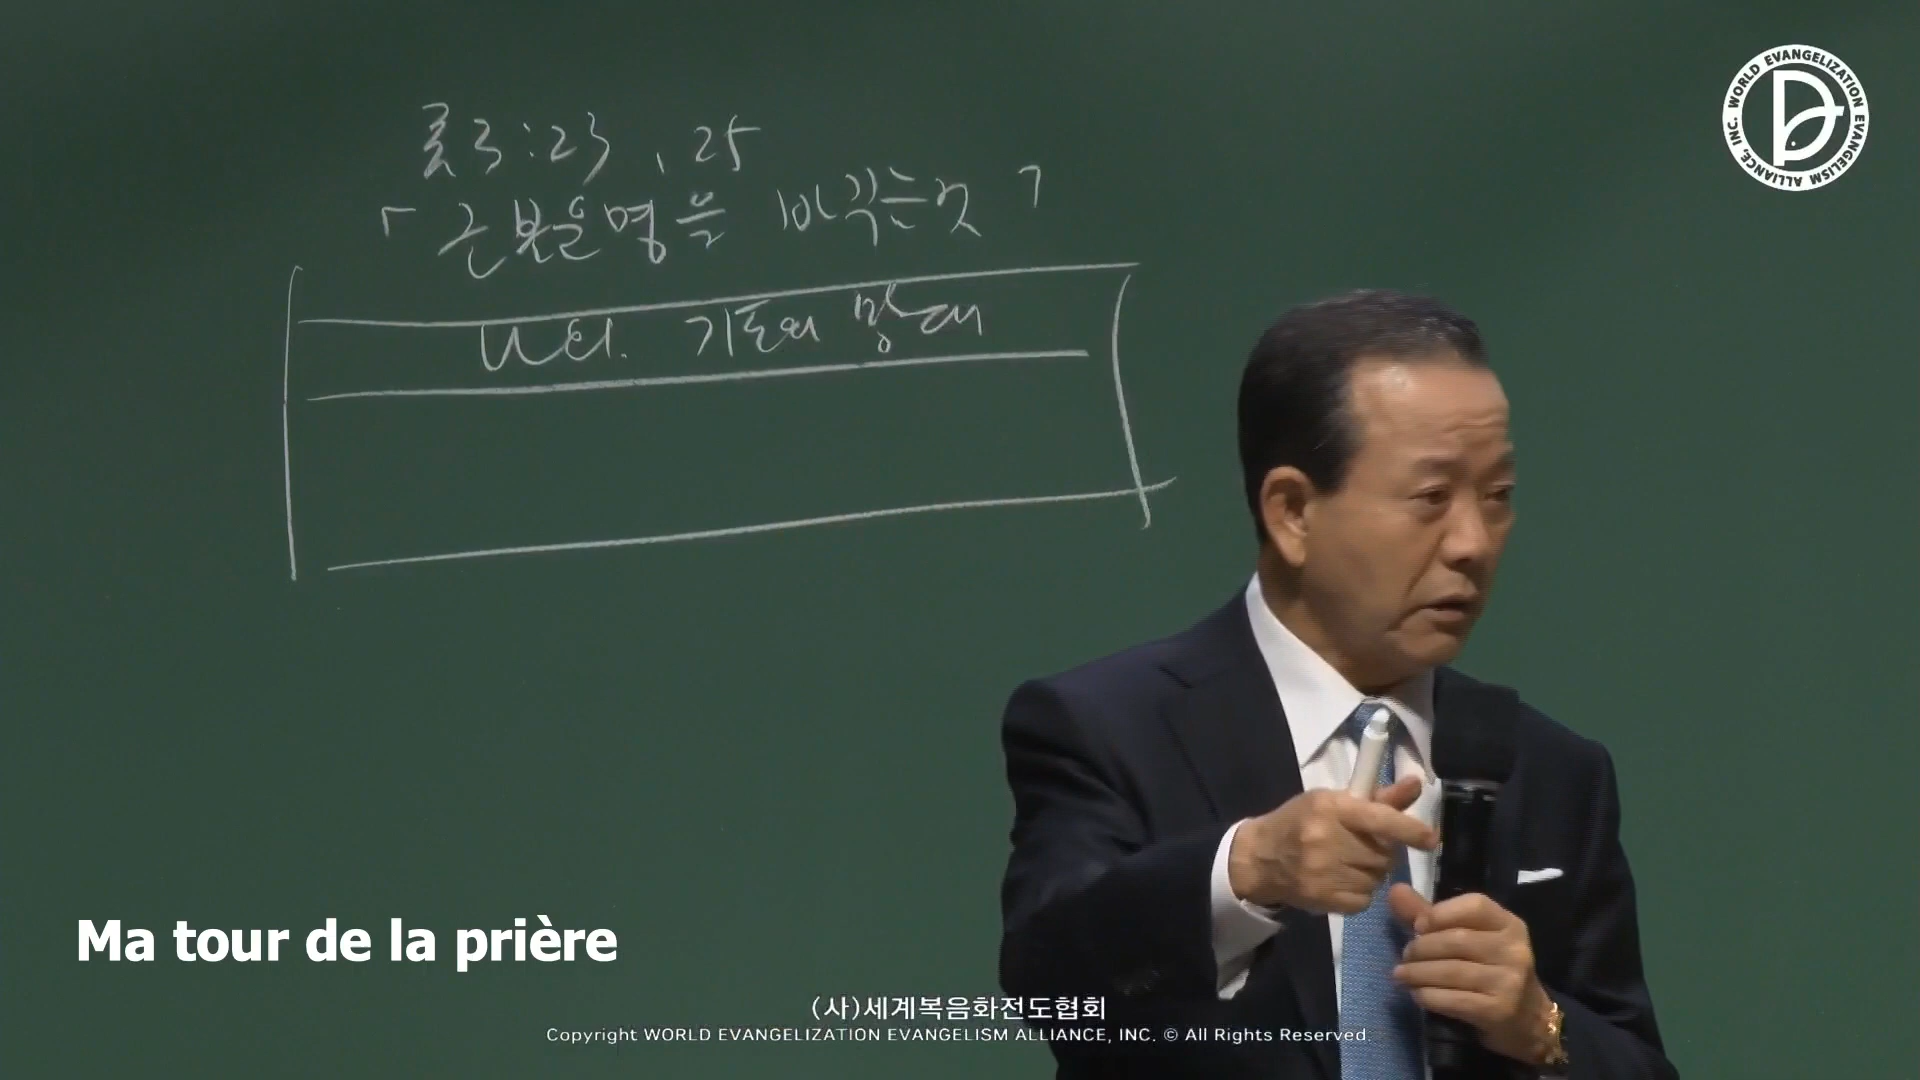 WORLD EVANGELIZATION EVANGELISM ALLIANCE, INC.
롬3:23, 25
「근본운명을 바꾸는것」
나의. 기도의 망대
Ma tour de la prière
(사)세계복음화전도협회
Copyright WORLD EVANGELIZATION EVANGELISM ALLIANCE, INC. © All Rights Reserved.